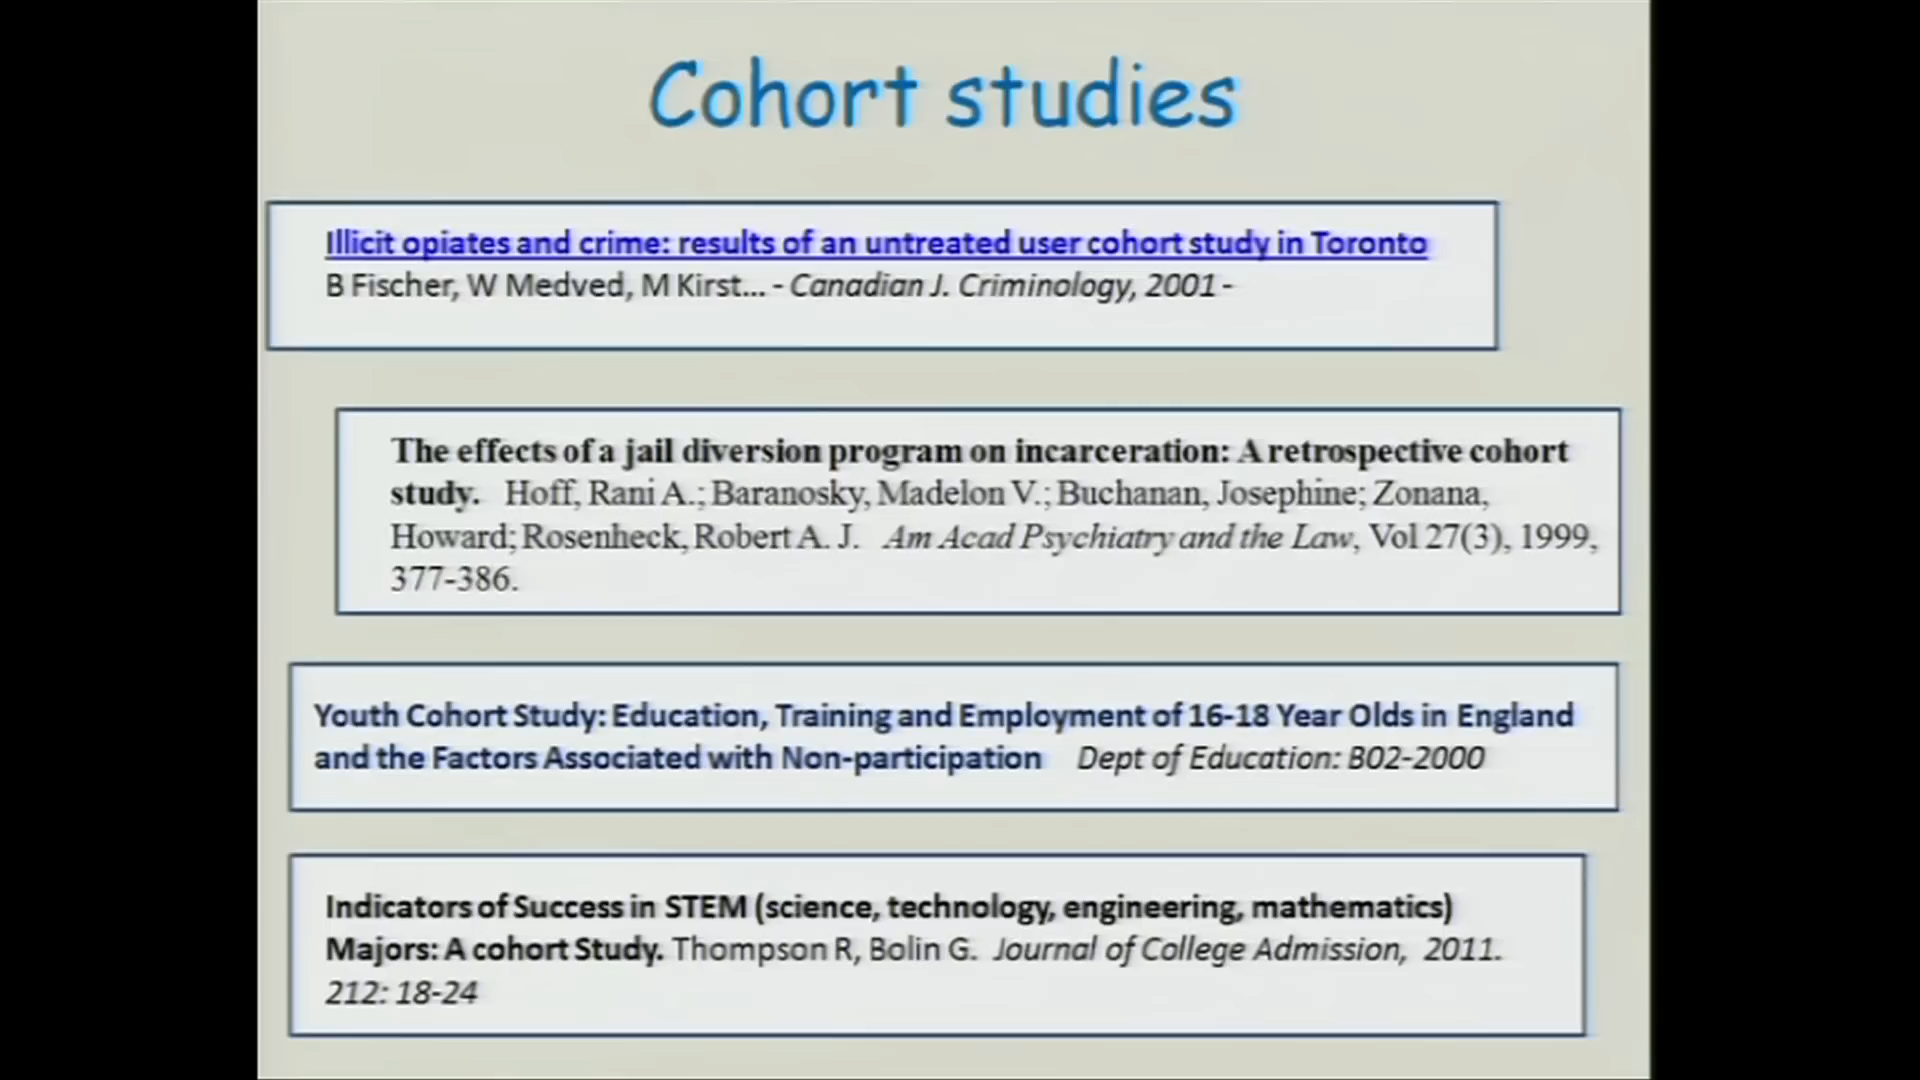 Cohort studies
Illicit opiates and crime: results of an untreated user cohort study in Toronto
B Fischer, W Medved, M Kirst... - Canadian J. Criminology, 2001 -
The effects of a jail diversion program on incarceration: A retrospective cohort
study. Hoff, Rani A.; Baranosky, Madelon V.; Buchanan, Josephine; Zonana,
Howard; Rosenheck, Robert A. J. Am Acad Psychiatry and the Law, Vol 27(3), 1999,
377-386.
Youth Cohort Study: Education, Training and Employment of 16-18 Year Olds in England
and the Factors Associated with Non-participation Dept of Education: B02-2000
Indicators of Success in STEM (science, technology, engineering, mathematics)
Majors: A cohort Study. Thompson R, Bolin G. Journal of College Admission, 2011.
212: 18-24